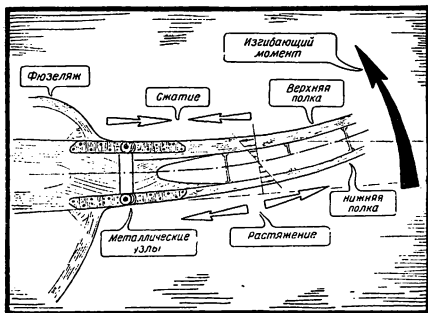 Изгибающий
момент
Фюзеляж
Сжатие
Верхняя
полка
Нижняя
полка
Металлические
узлы
Растяжение